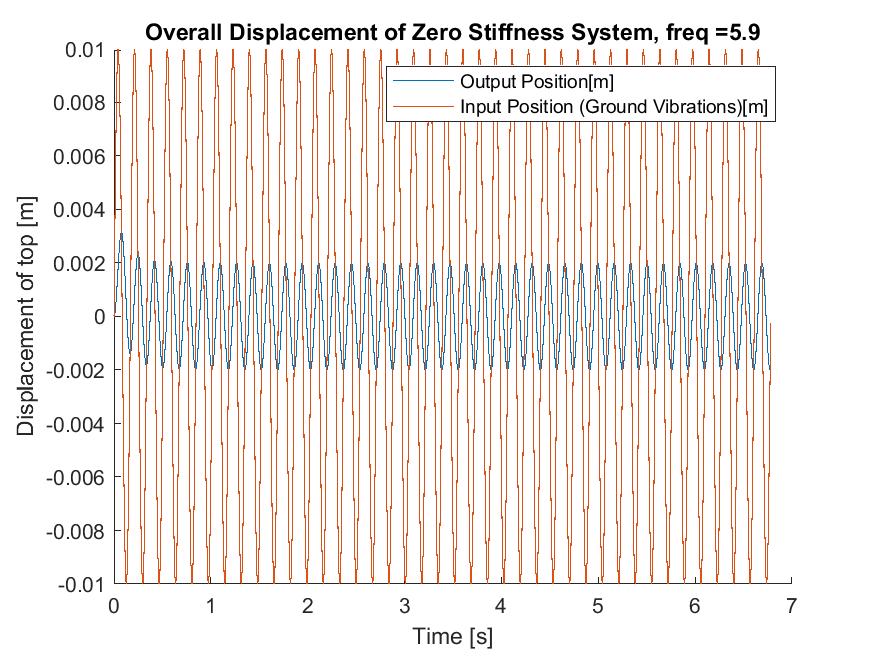 Overall Displacement of Zero Stiffness System, freq =5.9
0.01
0.008
0.006
0.004
0.002
0
-0.002
-0.004
-0.006
-0.008
-0.01
Displacement of top [m]
Output Position[m]
Input Position (Ground Vibrations)[m]
0 1 2 3 4 5 6 7
Time [s]